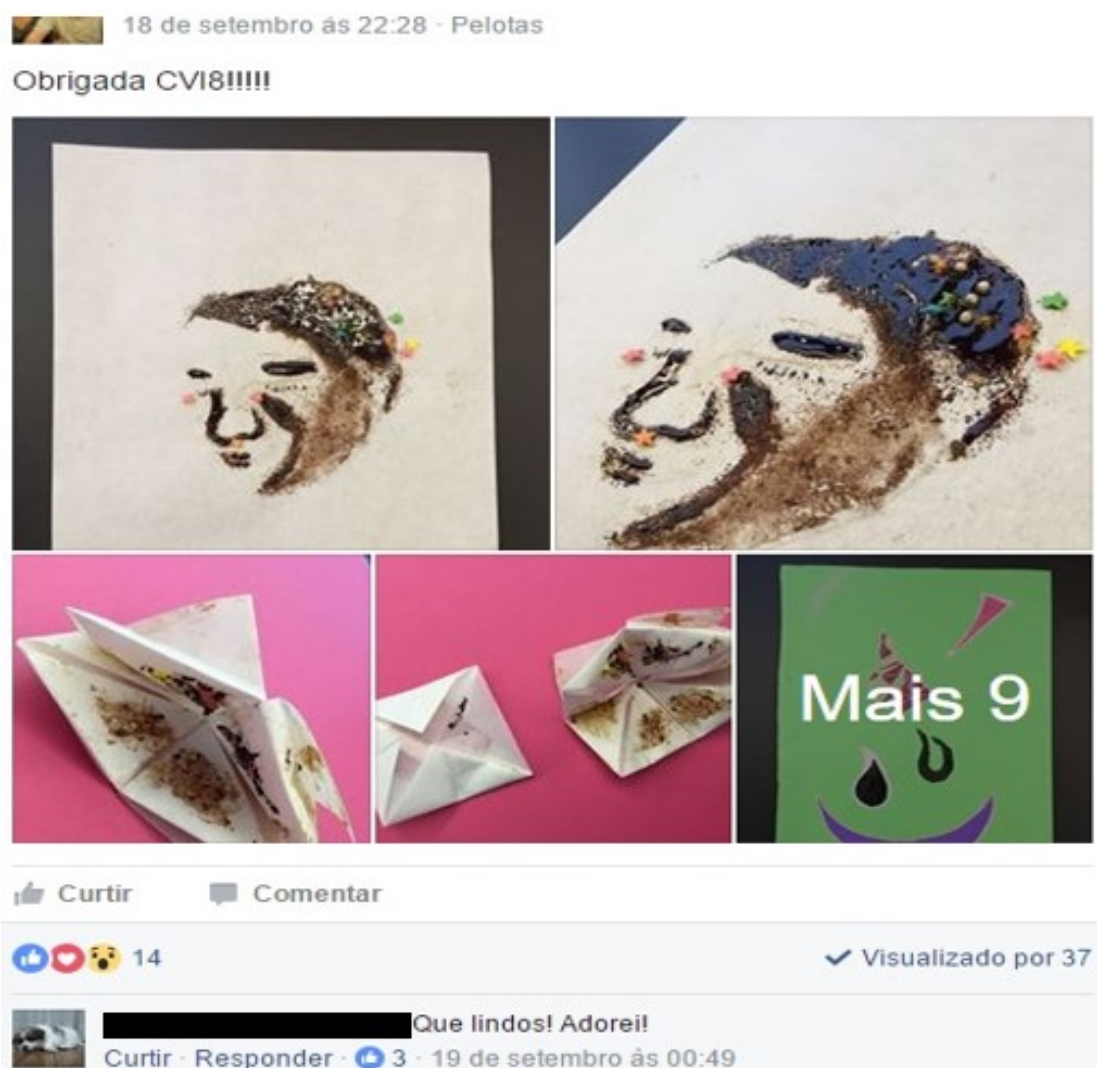 18 de setembro ás 22:28 · Pelotas
Obrigada CVI8!!!!!
Mais 9
Curtir Comentar
14 Visualizado por 37
Que lindos! Adorei!
Curtir · Responder · 3 · 19 de setembro às 00:49